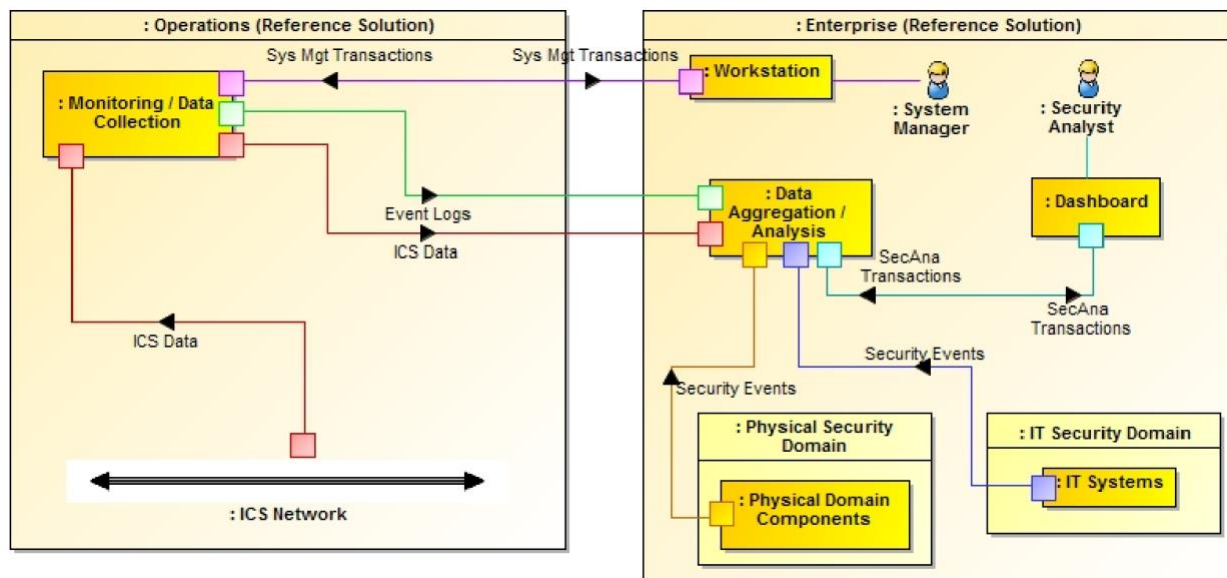 : Operations (Reference Solution)
Sys Mgt Transactions
: Monitoring / Data
Collection
Event Logs
ICS Data
ICS Data
: ICS Network
: Enterprise (Reference Solution)
Sys Mgt Transactions
: Workstation
: System
Manager
: Security
Analyst
: Data
Aggregation /
Analysis
: Dashboard
SecAna
Transactions
SecAna
Transactions
Security Events
Security Events
: Physical Security
Domain
: Physical Domain
Components
: IT Security Domain
: IT Systems